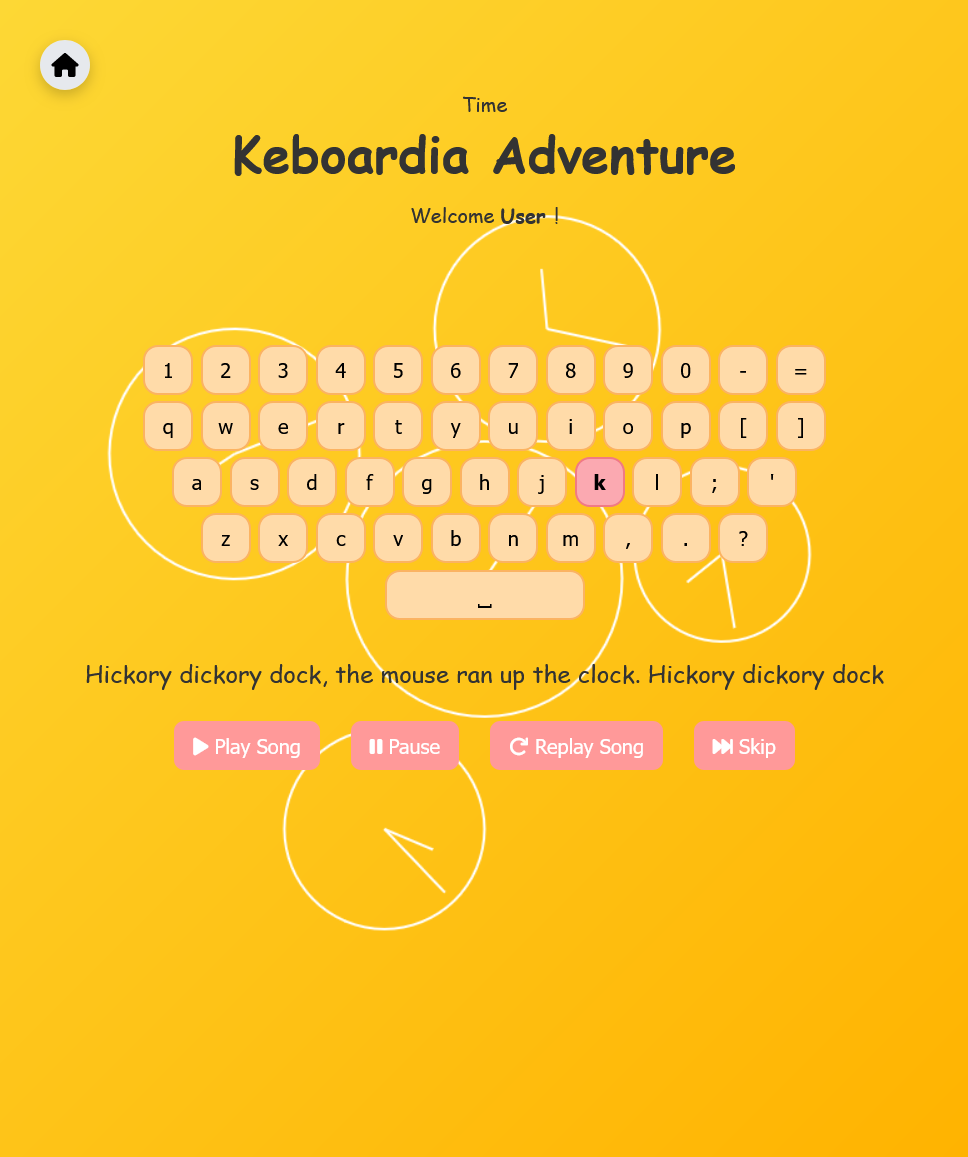 Time
Keboardia Adventure
Welcome User !
1 2 3 4 5 6 7 8 9 0 - =
q w e r t y u i o p [ ]
a s d f g h j k l ; '
z x c v b n m , . ?
⎵
Hickory dickory dock, the mouse ran up the clock. Hickory dickory dock
Play Song Pause Replay Song Skip